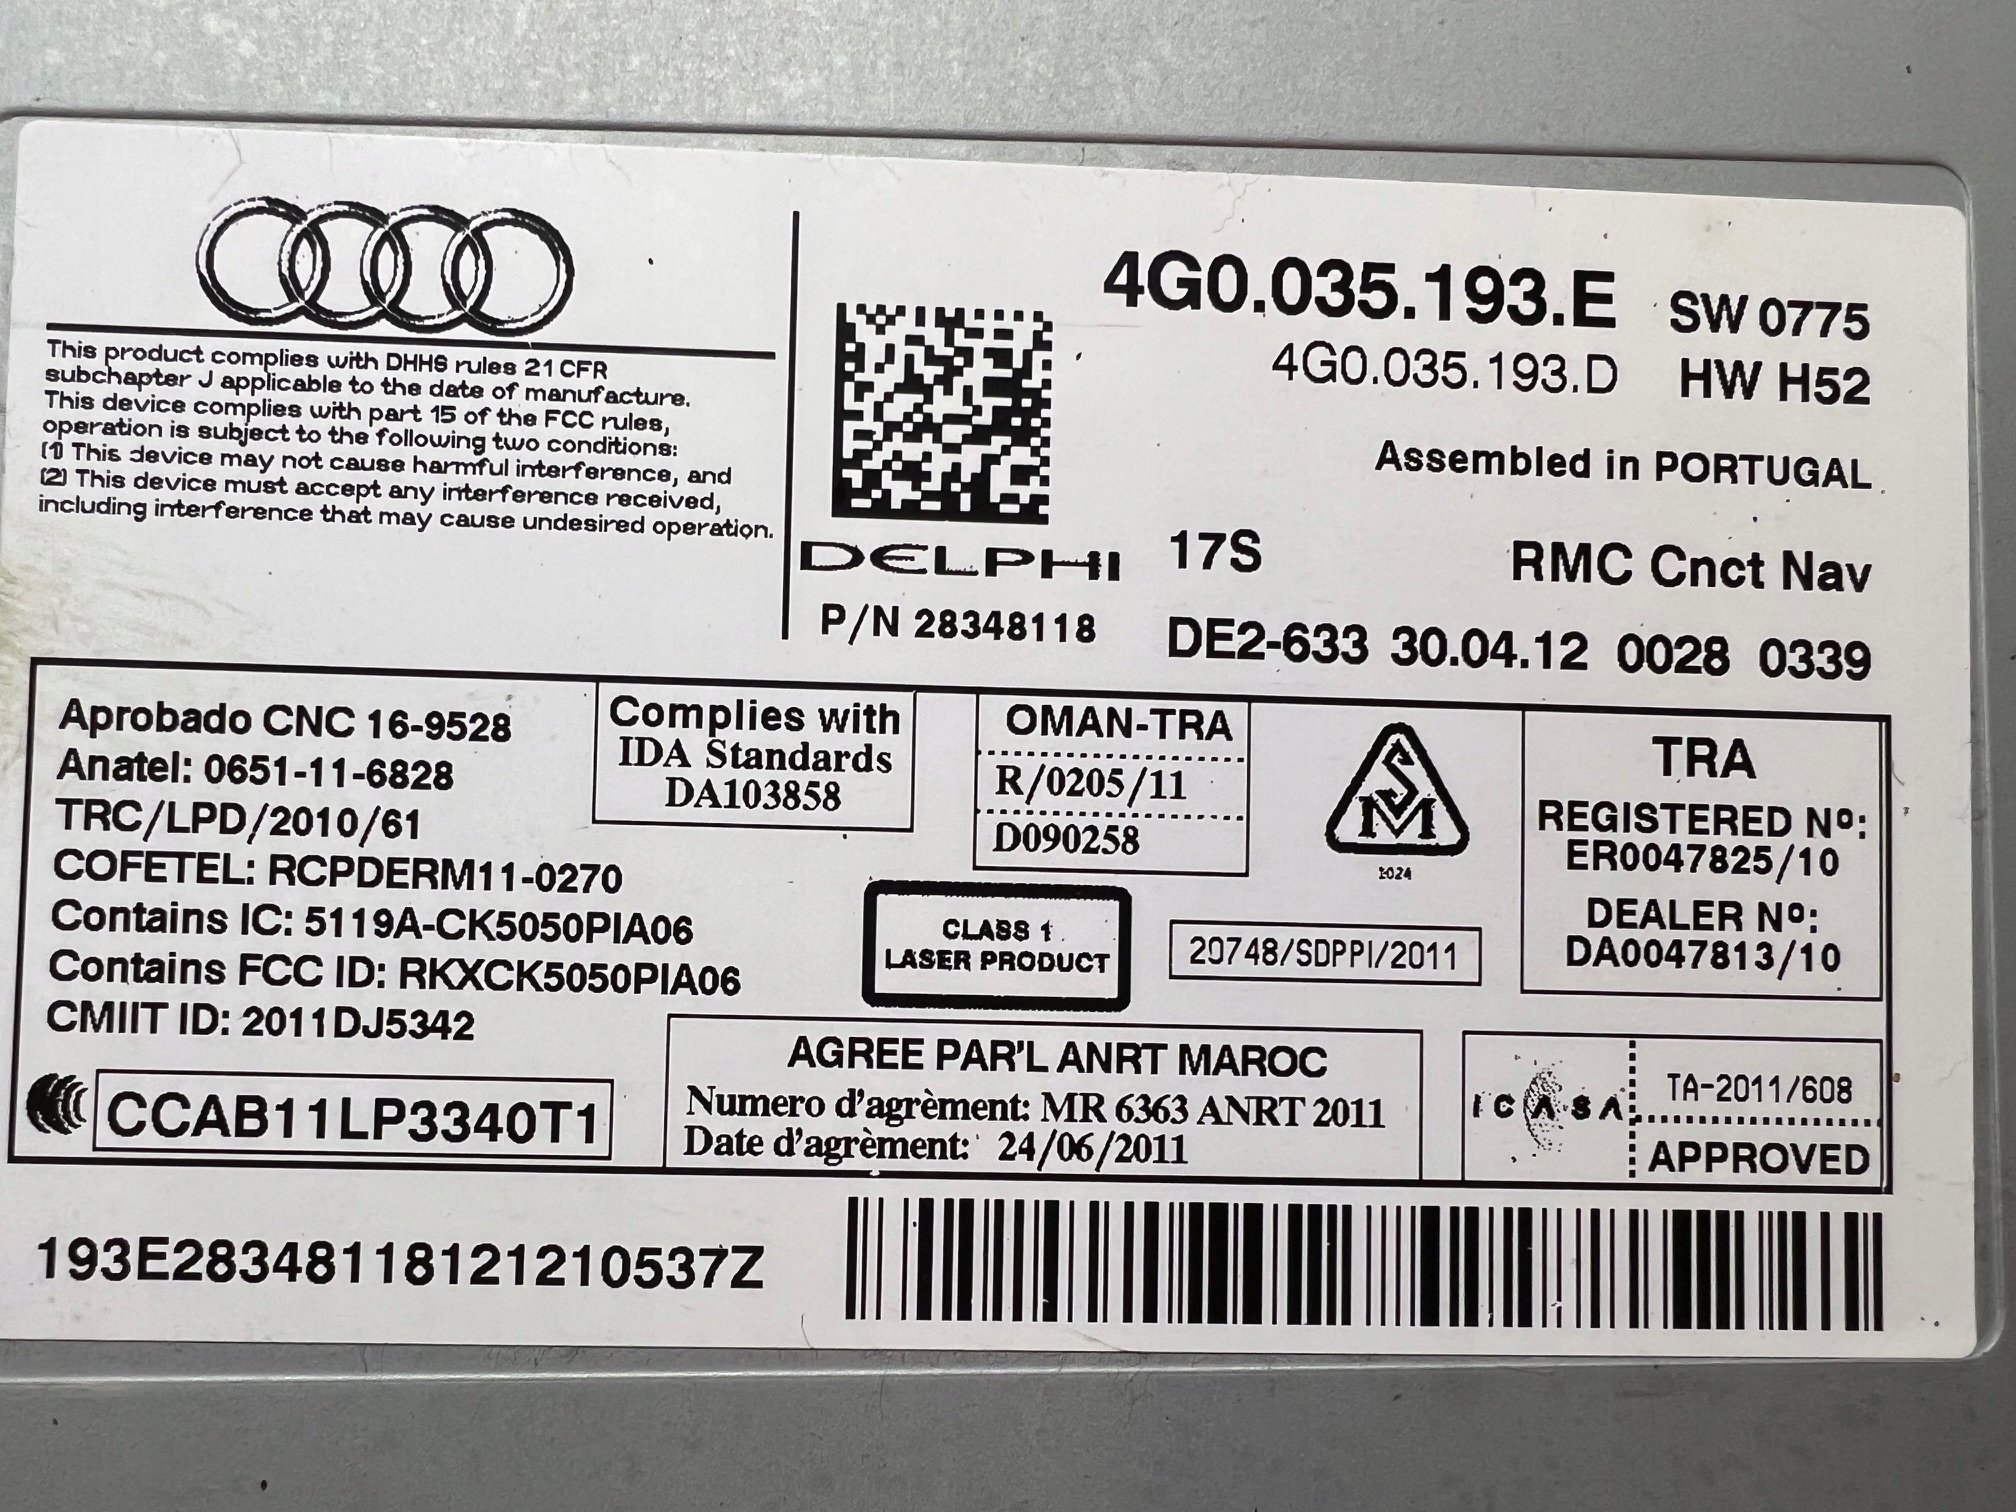 This product complies with DHHS rules 21 CFR
subchapter J applicable to the date of manufacture.
This device complies with part 15 of the FCC rules,
operation is subject to the following two conditions:
(1) This device may not cause harmful interference, and
(2) This device must accept any interference received,
including interference that may cause undesired operation.
4G0.035.193.E SW 0775
4G0.035.193.D HW H52
Assembled in PORTUGAL
DELPHI 17S RMC Cnct Nav
P/N 28348118 DE2-633 30.04.12 0028 0339
Aprobado CNC 16-9528
Anatel: 0651-11-6828
TRC/LPD/2010/61
COFETEL: RCPDERM11-0270
Contains IC: 5119A-CK5050PIA06
Contains FCC ID: RKXCK5050PIA06
CMIIT ID: 2011DJ5342
CCAB11LP3340T1
Complies with
IDA Standards
DA103858
OMAN-TRA
R/0205/11
D090258
SM
1024
TRA
REGISTERED Nº:
ER0047825/10
DEALER Nº:
DA0047813/10
CLASS 1
LASER PRODUCT
20748/SDPPI/2011
AGREE PAR'L ANRT MAROC
Numero d'agrèment: MR 6363 ANRT 2011
Date d'agrèment: 24/06/2011
ICASA
TA-2011/608
APPROVED
193E28348118121210537Z